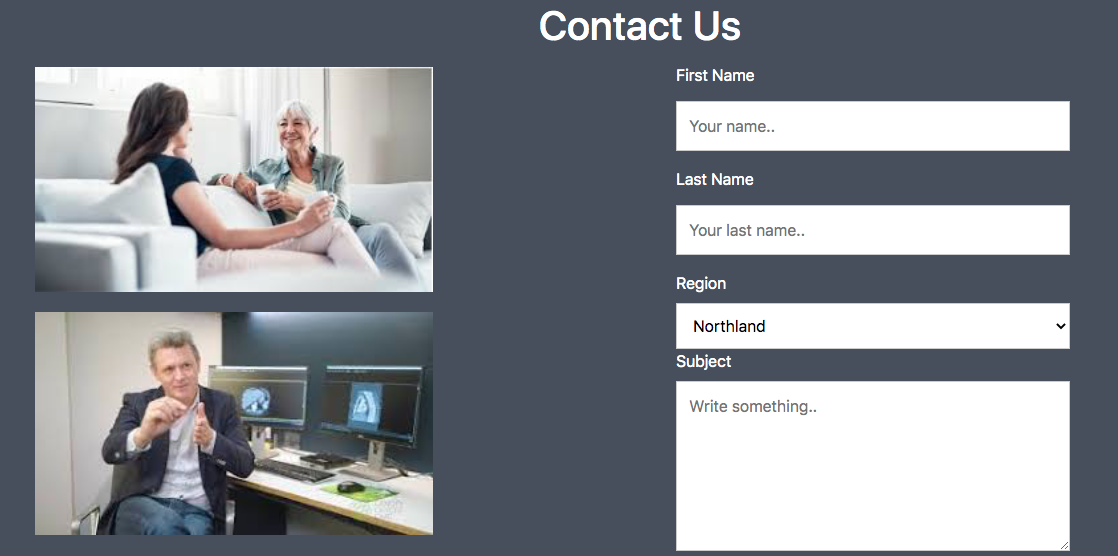 Contact Us
First Name
Your name..
Last Name
Your last name..
Region
Northland
Subject
Write something..